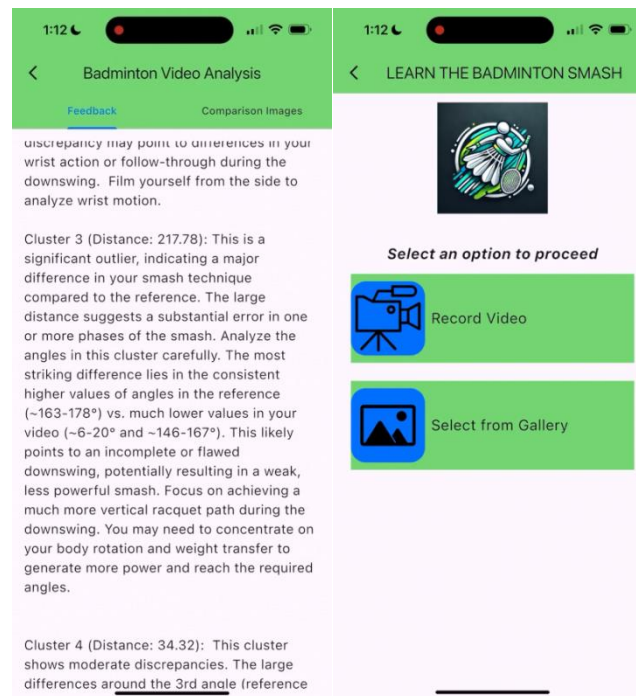 1:12
Badminton Video Analysis
Feedback
Comparison Images
discrepancy may point to differences in your
wrist action or follow-through during the
downswing. Film yourself from the side to
analyze wrist motion.
Cluster 3 (Distance: 217.78): This is a
significant outlier, indicating a major
difference in your smash technique
compared to the reference. The large
distance suggests a substantial error in one
or more phases of the smash. Analyze the
angles in this cluster carefully. The most
striking difference lies in the consistent
higher values of angles in the reference
(~163-178°) vs. much lower values in your
video (~6-20° and ~146-167°). This likely
points to an incomplete or flawed
downswing, potentially resulting in a weak,
less powerful smash. Focus on achieving a
much more vertical racquet path during the
downswing. You may need to concentrate on
your body rotation and weight transfer to
generate more power and reach the required
angles.
Cluster 4 (Distance: 34.32): This cluster
shows moderate discrepancies. The large
differences around the 3rd angle (reference
1:12
LEARN THE BADMINTON SMASH
Select an option to proceed
Record Video
Select from Gallery